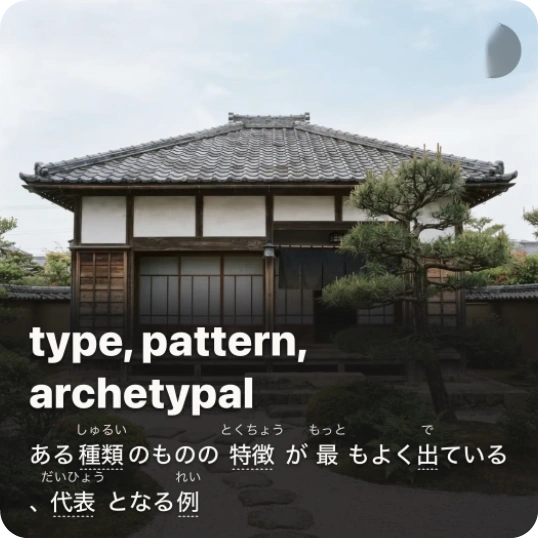 type, pattern,
archetypal
しゅるい とくちょう もっと で
ある種類のものの特徴が最もよく出ている
だいひょう れい
、代表となる例